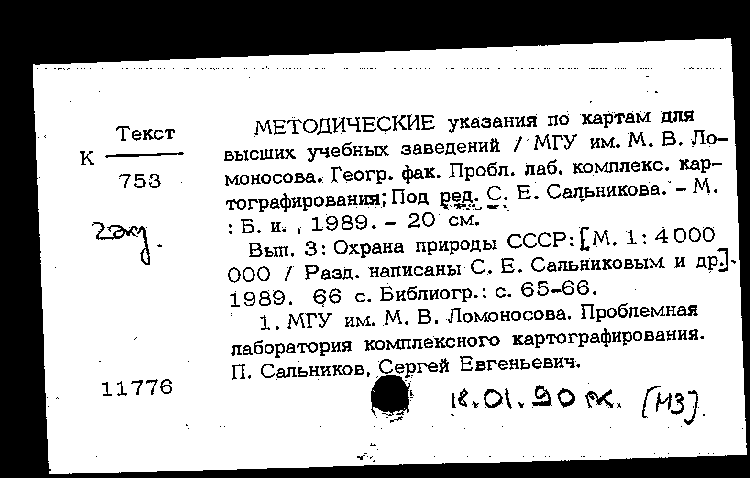 МЕТОДИЧЕСКИЕ указания по картам для
Текст
высших учебных заведений / МГУ им. М. В. Ло-
К
моносова. Геогр. фак. Пробл. лаб. комплекс. кар-
753
тографирования; Под ред. С. Е. Сальникова. - М.
: Б. и. , 1989. - 20 см.
Вып. 3: Охрана природы СССР: [М. 1: 4000
000 / Разд. написаны С. Е. Сальниковым и др.].
1989. 66 с. Библиогр.: с. 65-66.
1. МГУ им. М. В. Ломоносова. Проблемная
лаборатория комплексного картографирования.
П. Сальников, Сергей Евгеньевич.
11776
18.01.90 [МЗ].